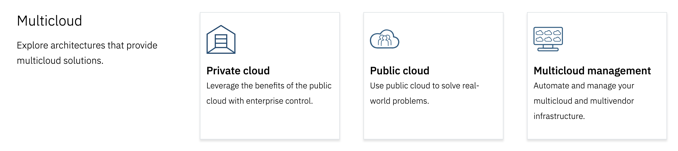 Multicloud
Explore architectures that provide
multicloud solutions.
Private cloud
Leverage the benefits of the public
cloud with enterprise control.
Public cloud
Use public cloud to solve real-
world problems.
Multicloud management
Automate and manage your
multicloud and multivendor
infrastructure.